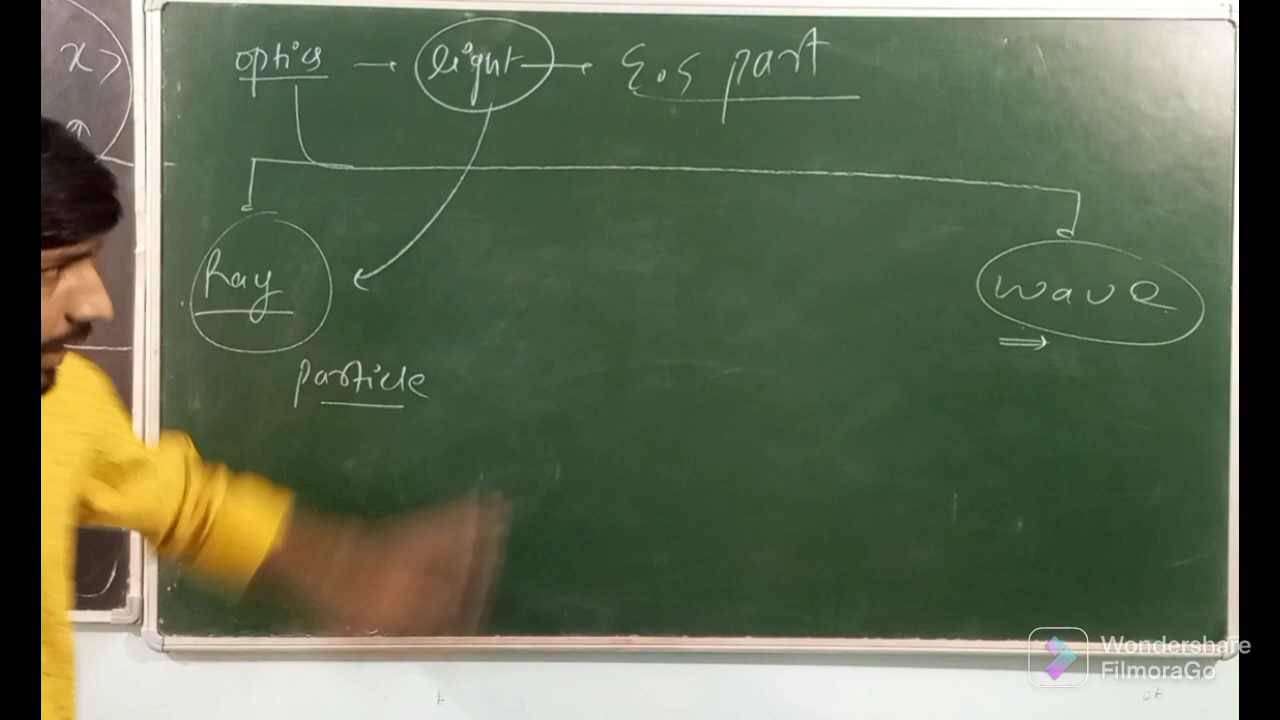 optics → light → E.S part
Ray
wave
particle
x >
Wondershare
FilmoraGo